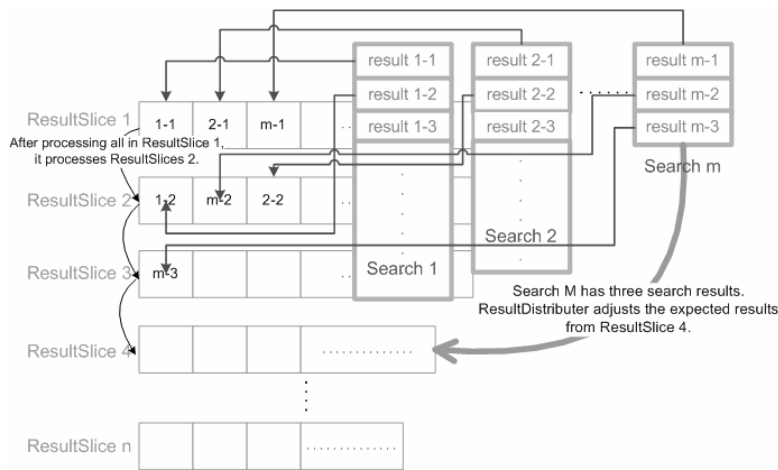 result 1-1
result 2-1
result m-1
result 1-2
result 2-2
.......
result m-2
ResultSlice 1
1-1
2-1
m-1
result 1-3
result 2-3
result m-3
After processing all in ResultSlice 1,
it processes ResultSlices 2.
Search m
ResultSlice 2
1-2
m-2
2-2
Search 2
ResultSlice 3
m-3
Search 1
Search M has three search results.
ResultDistributer adjusts the expected results
from ResultSlice 4.
ResultSlice 4
..............
ResultSlice n
..............